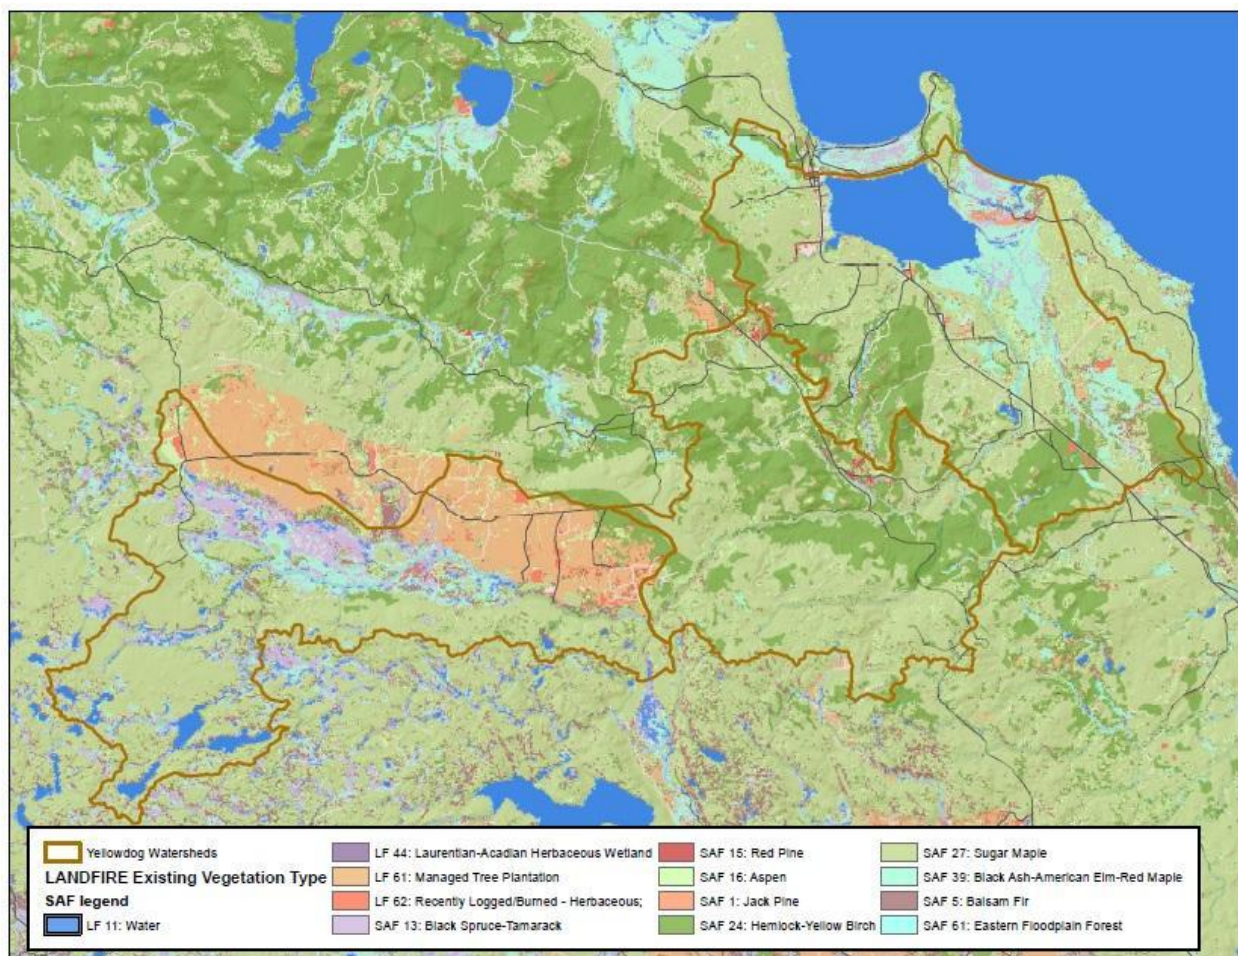 Yellowdog Watersheds
LANDFIRE Existing Vegetation Type
SAF legend
LF 11: Water
LF 44: Laurentian-Acadian Herbaceous Wetland
LF 61: Managed Tree Plantation
LF 62: Recently Logged/Burned - Herbaceous;
SAF 13: Black Spruce-Tamarack
SAF 15: Red Pine
SAF 16: Aspen
SAF 1: Jack Pine
SAF 24: Hemlock-Yellow Birch
SAF 27: Sugar Maple
SAF 39: Black Ash-American Elm-Red Maple
SAF 5: Balsam Fir
SAF 61: Eastern Floodplain Forest